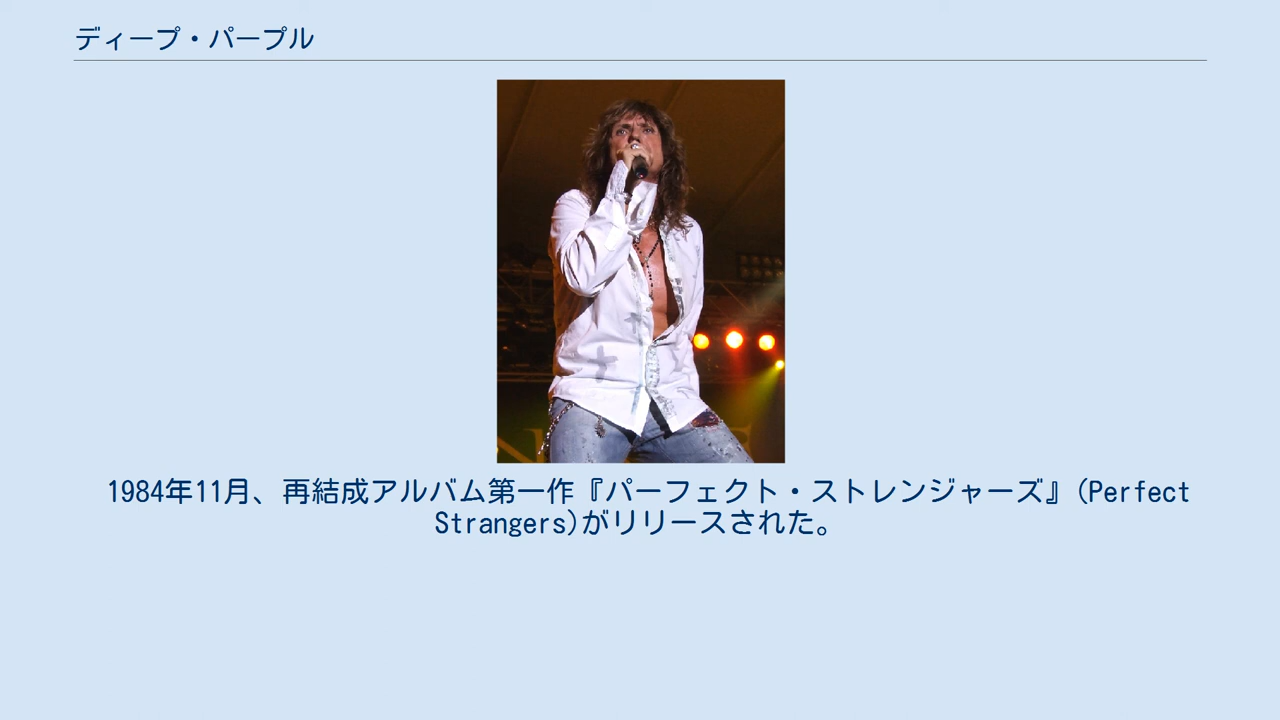 ディープ・パープル
1984年11月、再結成アルバム第一作『パーフェクト・ストレンジャーズ』(Perfect
Strangers)がリリースされた。